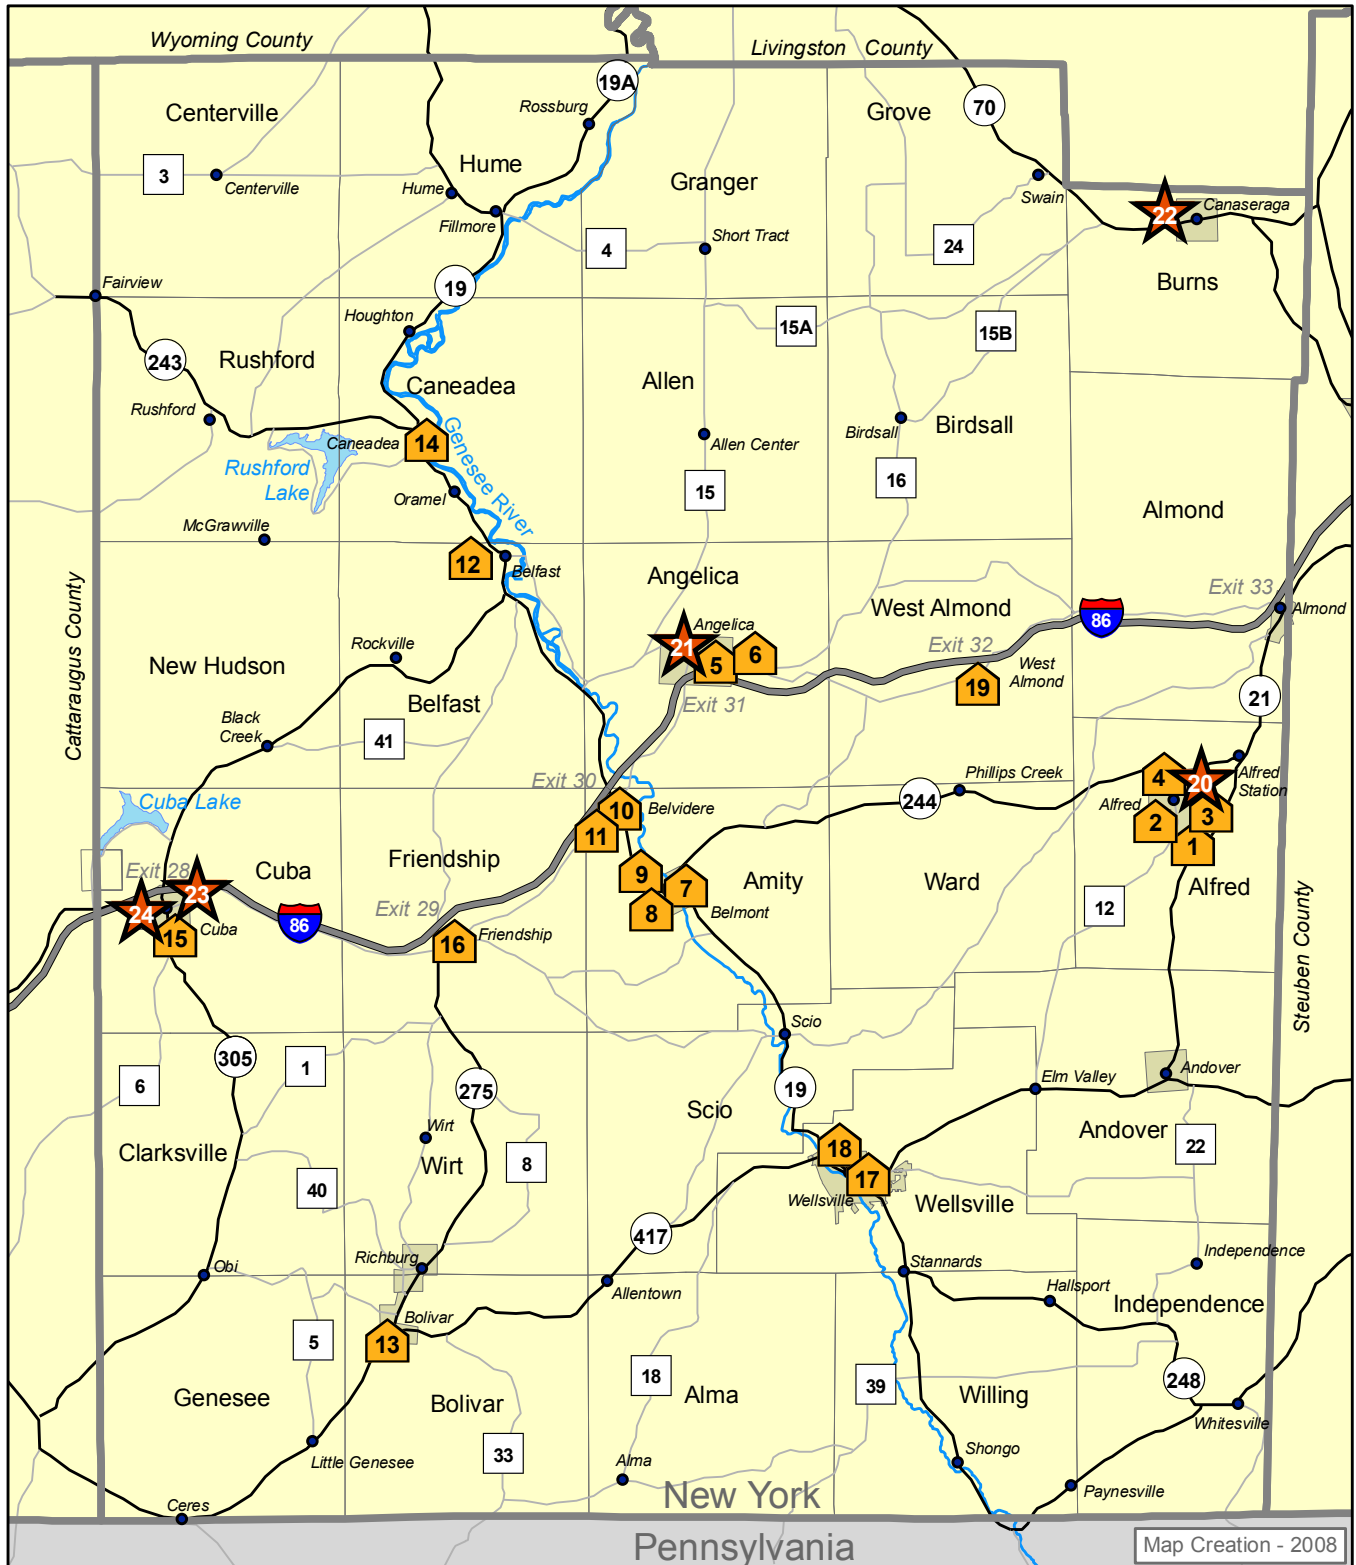 Wyoming County
Livingston County
19A
Centerville
Rossburg
Grove
70
3
Centerville
Hume
Hume
Granger
Swain
22
Canaseraga
Fillmore
4
Short Tract
24
Burns
Fairview
19
Houghton
15A
15B
243
Rushford
Caneadea
Allen
Rushford
Caneadea
14
Genesee River
Allen Center
Birdsall
Birdsall
Rushford
Lake
Oramel
15
16
McGrawville
Almond
12
Belfast
Angelica
West Almond
Exit 33
86
Almond
Cattaraugus County
Rockville
New Hudson
Angelica
21
5
6
Exit 32
West
Almond
19
Belfast
Exit 31
21
Black
Creek
41
Exit 30
Phillips Creek
244
4
20
Alfred
Station
Alfred
2
3
1
Cuba Lake
10
Belvidere
11
Friendship
Exit 28
Cuba
9
7
8
Belmont
Amity
Ward
Alfred
23
24
15
Cuba
86
Exit 29
16
Friendship
12
Steuben County
Scio
305
1
6
275
19
Elm Valley
Andover
Scio
Wirt
Wirt
Clarksville
8
18
17
Andover
22
40
Wellsville
Wellsville
417
Richburg
Obi
Stannards
Independence
Allentown
Hallsport
Independence
Bolivar
13
5
18
39
248
Genesee
Bolivar
Alma
Willing
Whitesville
33
Little Genesee
Alma
Shongo
Paynesville
Ceres
New York
Pennsylvania
Map Creation - 2008